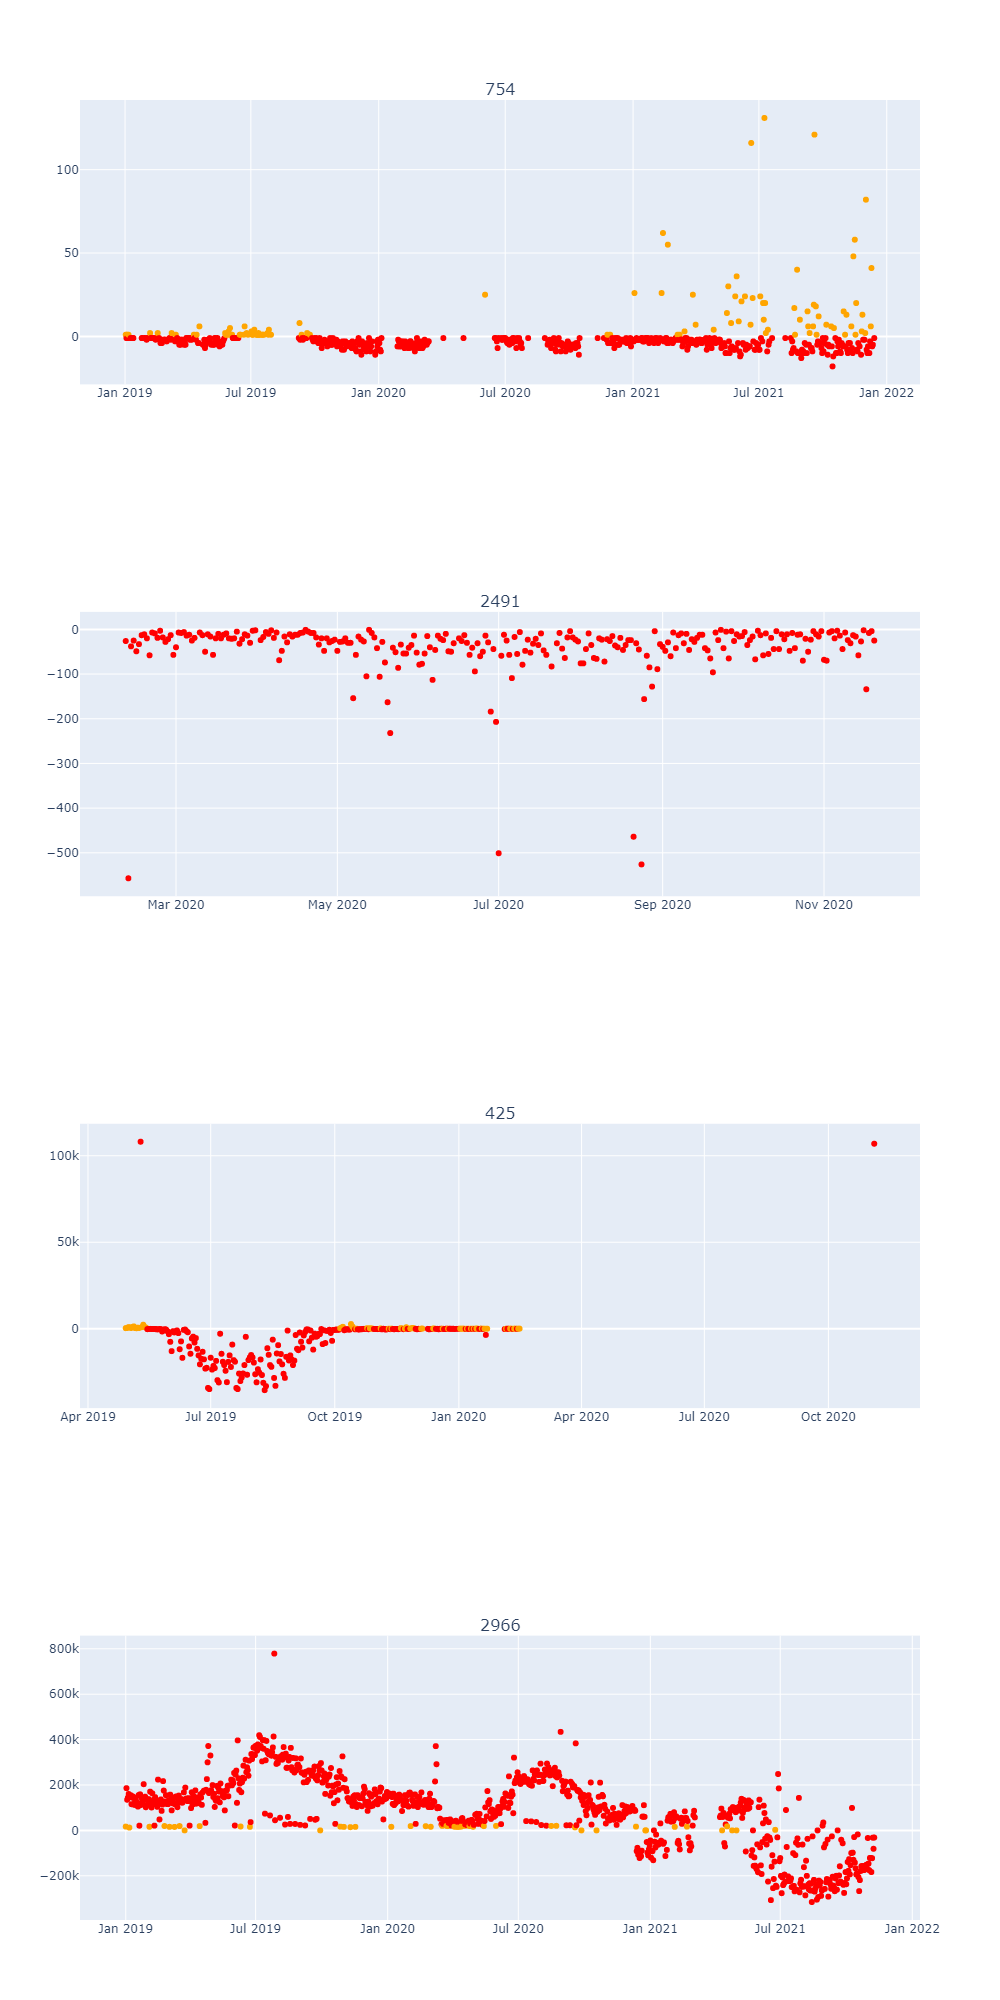 754
100
50
0
Jan 2019 Jul 2019 Jan 2020 Jul 2020 Jan 2021 Jul 2021 Jan 2022
2491
0
−100
−200
−300
−400
−500
Mar 2020 May 2020 Jul 2020 Sep 2020 Nov 2020
425
100k
50k
0
Apr 2019 Jul 2019 Oct 2019 Jan 2020 Apr 2020 Jul 2020 Oct 2020
2966
800k
600k
400k
200k
0
−200k
Jan 2019 Jul 2019 Jan 2020 Jul 2020 Jan 2021 Jul 2021 Jan 2022